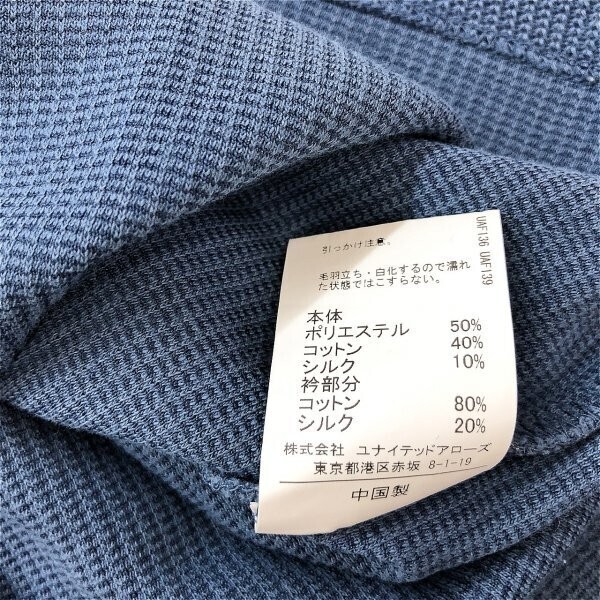 引っかけ注意。
毛羽立ち・白化するので濡れ
た状態ではこすらない。
本体
ポリエステル 50%
コットン 40%
シルク 10%
衿部分
コットン 80%
シルク 20%
株式会社 ユナイテッドアローズ
東京都港区赤坂 8-1-19
中国製
UAF136 UAF139